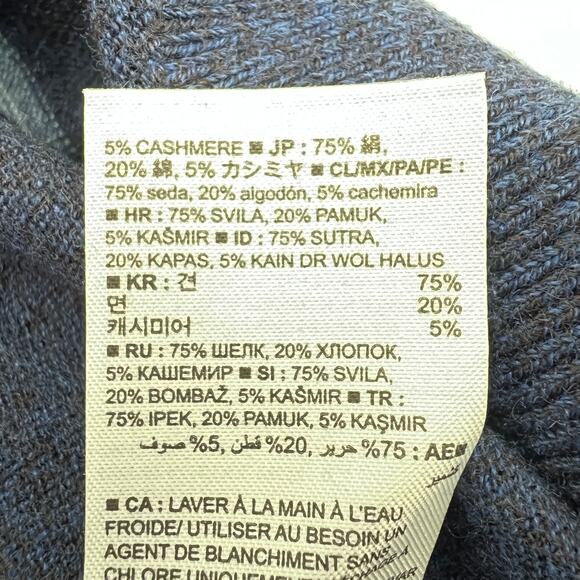 5% CASHMERE ■ JP : 75% 絹,
20% 綿, 5% カシミヤ ■ CL/MX/PA/PE :
75% seda, 20% algodón, 5% cachemira
■ HR : 75% SVILA, 20% PAMUK,
5% KAŠMIR ■ ID : 75% SUTRA,
20% KAPAS, 5% KAIN DR WOL HALUS
■ KR : 견 75%
면 20%
캐시미어 5%
■ RU : 75% ШЕЛК, 20% ХЛОПОК,
5% КАШЕМИР ■ SI : 75% SVILA,
20% BOMBAŽ, 5% KAŠMIR ■ TR :
75% IPEK, 20% PAMUK, 5% KAŞMIR
■AE : 75% حرير, 20% قطن, 5% صوف
■ CA : LAVER À LA MAIN À L'EAU
FROIDE/ UTILISER AU BESOIN UN
AGENT DE BLANCHIMENT SANS
CHLORE UNIQUEMENT